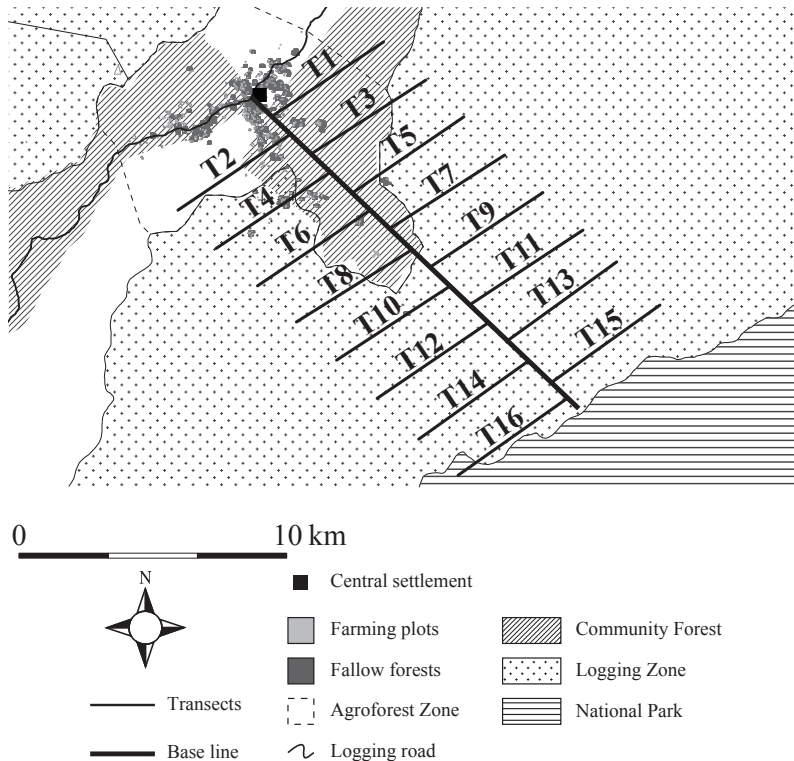 T1
T3
T2
T5
T4
T7
T6
T9
T8
T11
T10
T13
T12
T15
T14
T16
0 10 km
N
Central settlement
Farming plots
Community Forest
Fallow forests
Logging Zone
Transects
Agroforest Zone
National Park
Base line
Logging road